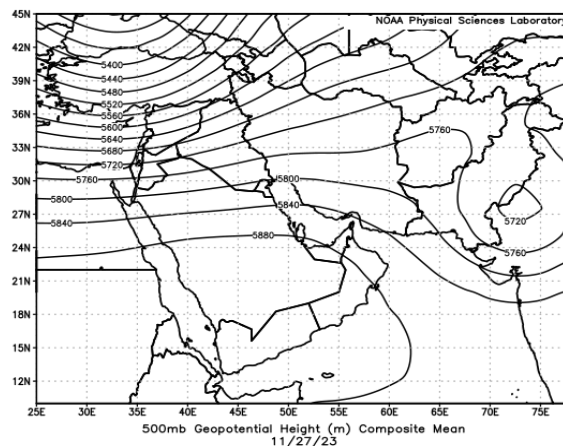 NOAA Physical Sciences Laboratory
45N
42N
39N
36N
33N
30N
27N
24N
21N
18N
15N
12N
5400
5440
5480
5520
5560
5600
5640
5680
5720
5760
5800
5840
5880
5800
5840
5880
5760
5720
5760
25E 30E 35E 40E 45E 50E 55E 60E 65E 70E 75E
500mb Geopotential Height (m) Composite Mean
11/27/23